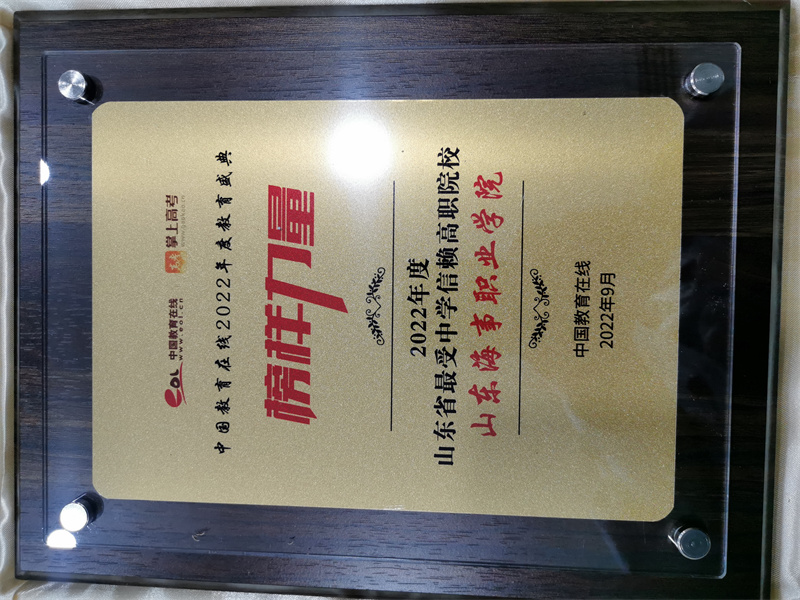 eol 中国教育在线 掌上高考
www.eol.cn
中国教育在线2022年度教育盛典
榜样力量
2022年度
山东省最受中学信赖高职院校
山东海事职业学院
中国教育在线
2022年9月